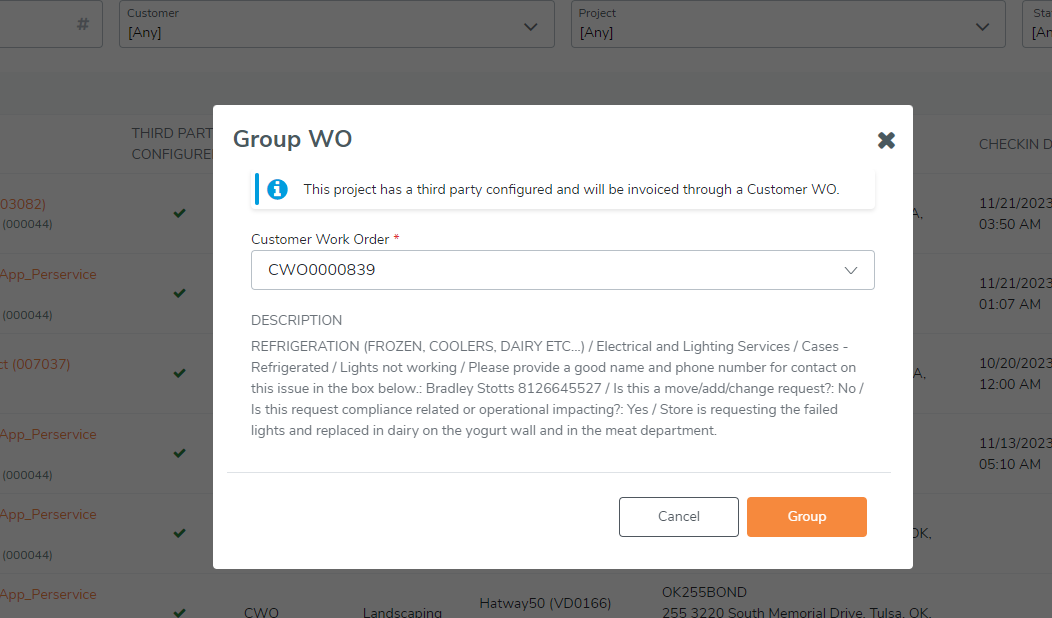 #
Customer
[Any]
Project
[Any]
Sta
[An
THIRD PART
CONFIGURE
CHECKIN D
Group WO
This project has a third party configured and will be invoiced through a Customer WO.
Customer Work Order *
CWO0000839
DESCRIPTION
REFRIGERATION (FROZEN, COOLERS, DAIRY ETC...) / Electrical and Lighting Services / Cases -
Refrigerated / Lights not working / Please provide a good name and phone number for contact on
this issue in the box below.: Bradley Stotts 8126645527 / Is this a move/add/change request?: No /
Is this request compliance related or operational impacting?: Yes / Store is requesting the failed
lights and replaced in dairy on the yogurt wall and in the meat department.
Cancel
Group
03082)
(000044)
A,
11/21/2023
03:50 AM
App_Perservice
(000044)
11/21/2023
01:07 AM
ct (007037)
A,
10/20/2023
12:00 AM
App_Perservice
(000044)
11/13/2023
05:10 AM
App_Perservice
(000044)
OK,
App_Perservice
CWO
Landscaping
Hatway50 (VD0166)
OK255BOND
255 3220 South Memorial Drive, Tulsa, OK,